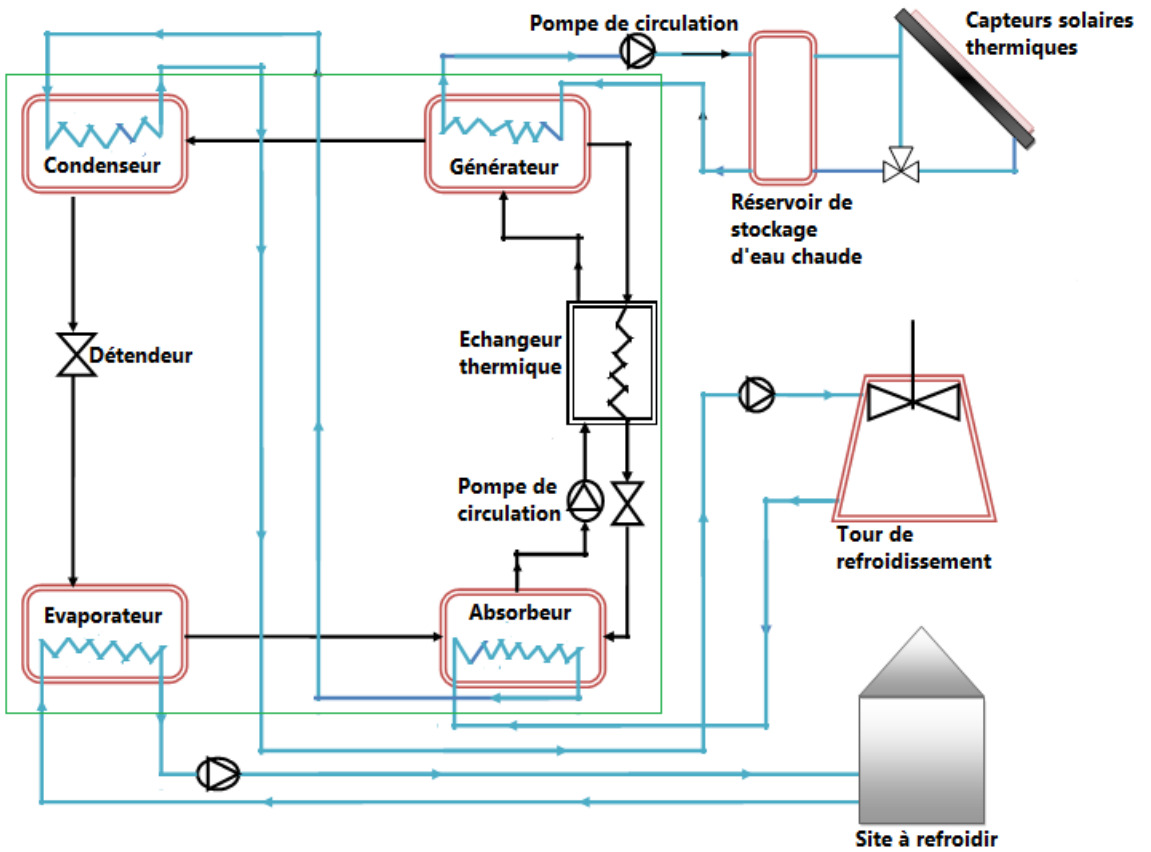 Pompe de circulation
Capteurs solaires
thermiques
Condenseur
Générateur
Réservoir de
stockage
d'eau chaude
Détendeur
Echangeur
thermique
Pompe de
circulation
Tour de
refroidissement
Evaporateur
Absorbeur
Site à refroidir